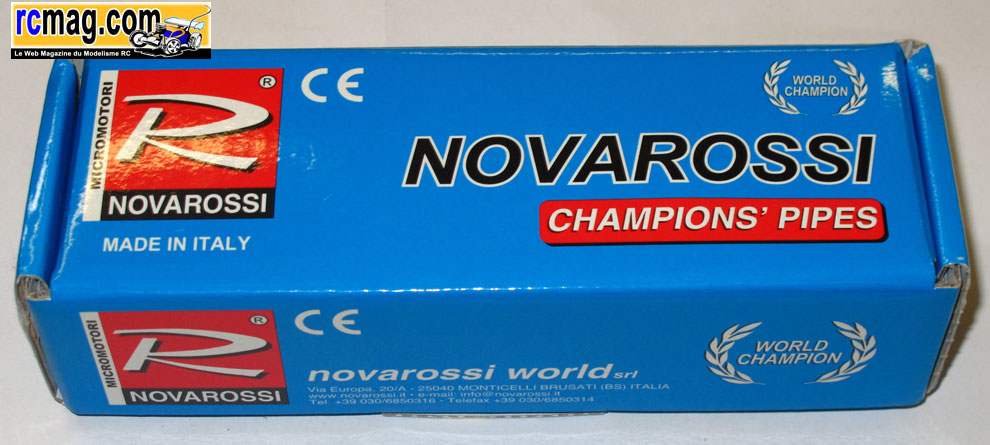 rcmag.com
Le Web Magazine du Modelisme RC
MICROMOTORI
R®
NOVAROSSI
MADE IN ITALY
CE
WORLD
CHAMPION
NOVAROSSI
CHAMPIONS' PIPES
MICROMOTORI
R®
NOVAROSSI
CE
novarossi world srl
Via Europa, 20/A - 25040 MONTICELLI BRUSATI (BS) ITALIA
www.novarossi.it • e-mail: info@novarossi.it
Tel. +39 030/6850316 - Telefax +39 030/6850314
WORLD
CHAMPION